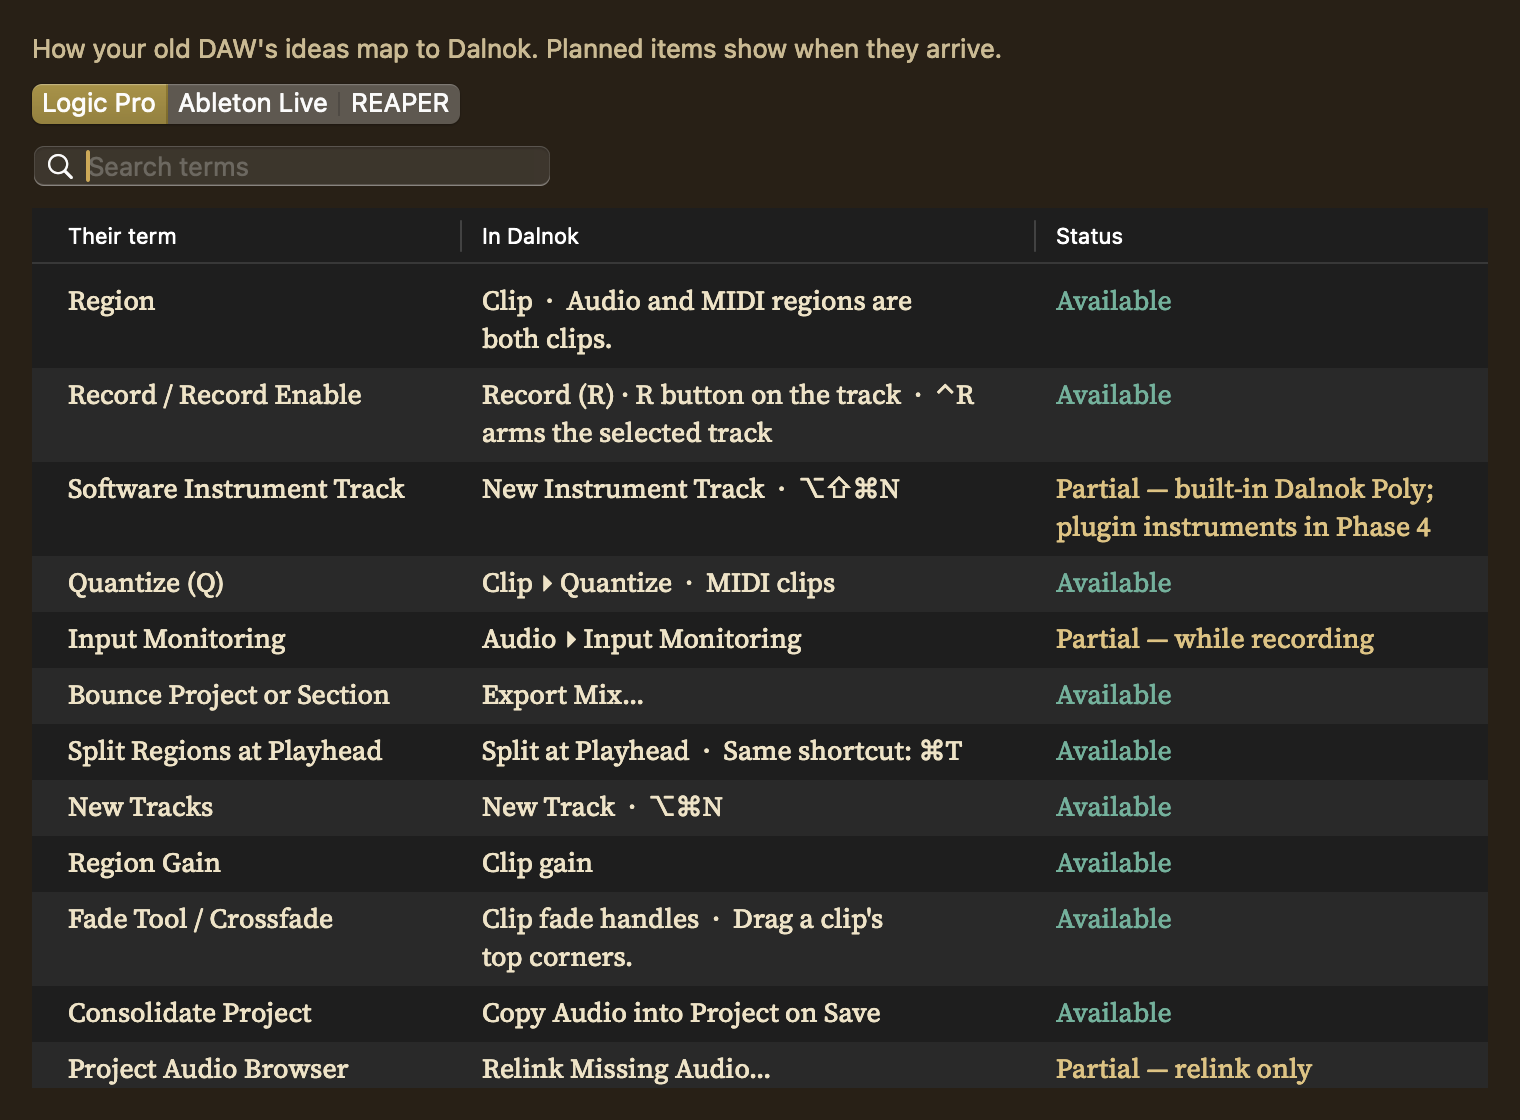 How your old DAW's ideas map to Dalnok. Planned items show when they arrive.
Logic Pro Ableton Live REAPER
Search terms
Their term In Dalnok Status
Region Clip · Audio and MIDI regions are Available
both clips.
Record / Record Enable Record (R) · R button on the track · ^R Available
arms the selected track
Software Instrument Track New Instrument Track · ⌥⇧⌘N Partial — built-in Dalnok Poly;
plugin instruments in Phase 4
Quantize (Q) Clip ▸ Quantize · MIDI clips Available
Input Monitoring Audio ▸ Input Monitoring Partial — while recording
Bounce Project or Section Export Mix... Available
Split Regions at Playhead Split at Playhead · Same shortcut: ⌘T Available
New Tracks New Track · ⌥⌘N Available
Region Gain Clip gain Available
Fade Tool / Crossfade Clip fade handles · Drag a clip's Available
top corners.
Consolidate Project Copy Audio into Project on Save Available
Project Audio Browser Relink Missing Audio... Partial — relink only